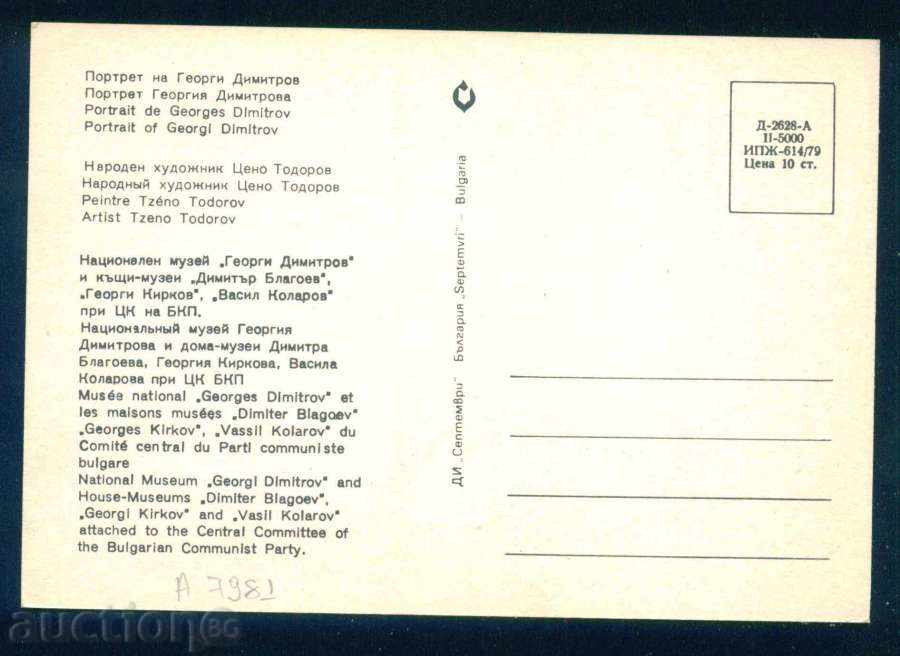 Портрет на Георги Димитров
Портрет Георгия Димитрова
Portrait de Georges Dimitrov
Portrait of Georgi Dimitrov
Народен художник Цено Тодоров
Народный художник Цено Тодоров
Peintre Tzéno Todorov
Artist Tzeno Todorov
Национален музей „Георги Димитров“
и къщи-музеи „Димитър Благоев“,
„Георги Кирков“, „Васил Коларов“
при ЦК на БКП.
Национальный музей Георгия
Димитрова и дома-музеи Димитра
Благоева, Георгия Киркова, Васила
Коларова при ЦК БКП
Musée national „Georges Dimitrov“ et
les maisons musées „Dimiter Blagoev“
„Georges Kirkov“, „Vassil Kolarov“ du
Comité central du Parti communiste
bulgare
National Museum „Georgi Dimitrov“ and
House-Museums „Dimiter Blagoev“,
„Georgi Kirkov“ and „Vasil Kolarov“
attached to the Central Committee of
the Bulgarian Communist Party.
A 7981
ДИ „Септември“ България „Septemvri“ – Bulgaria
Д-2628-А
II-5000
ИПЖ-614/79
Цена 10 ст.
auctionBG